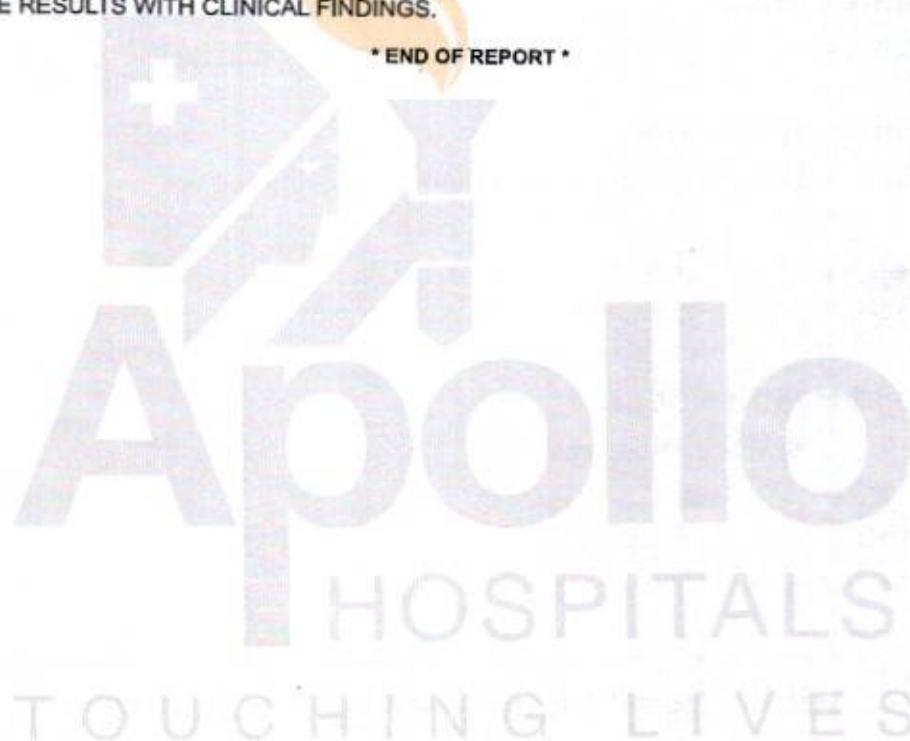 E RESULTS WITH CLINICAL FINDINGS.
* END OF REPORT *
Apollo
HOSPITALS
TOUCHING LIVES